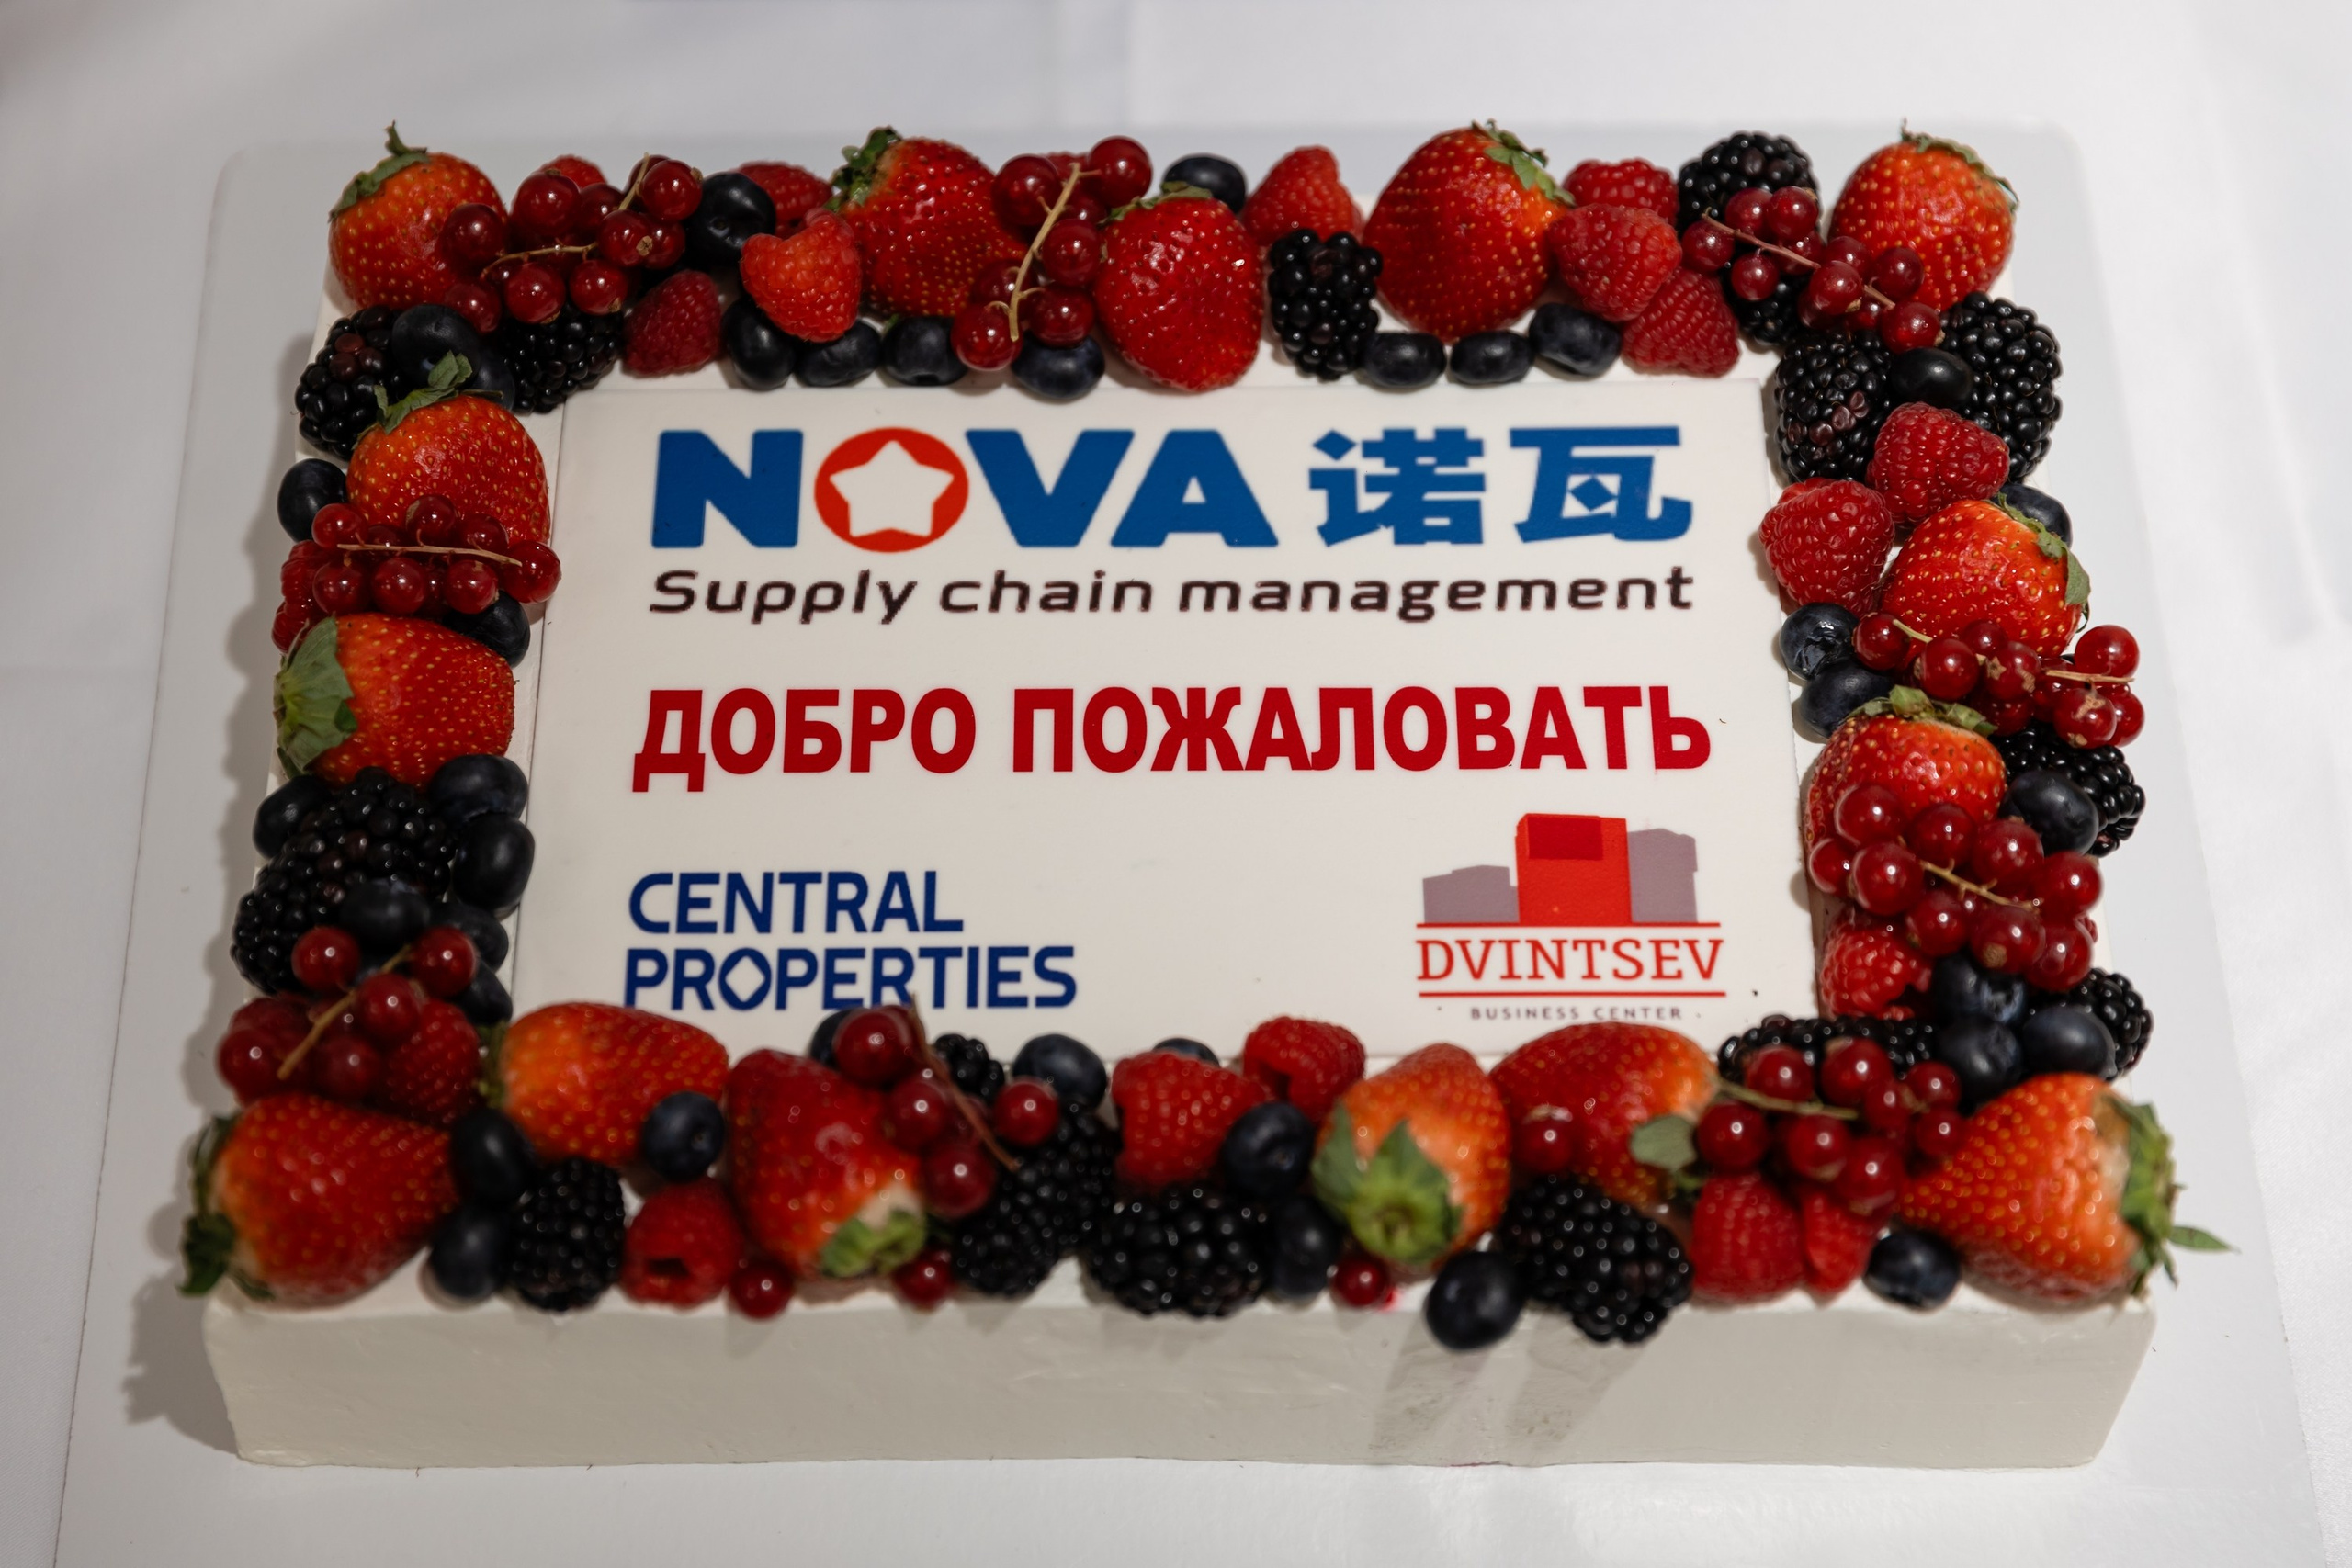 NOVA 诺瓦
Supply chain management
ДОБРО ПОЖАЛОВАТЬ
CENTRAL
PROPERTIES
DVINTSEV
BUSINESS CENTER